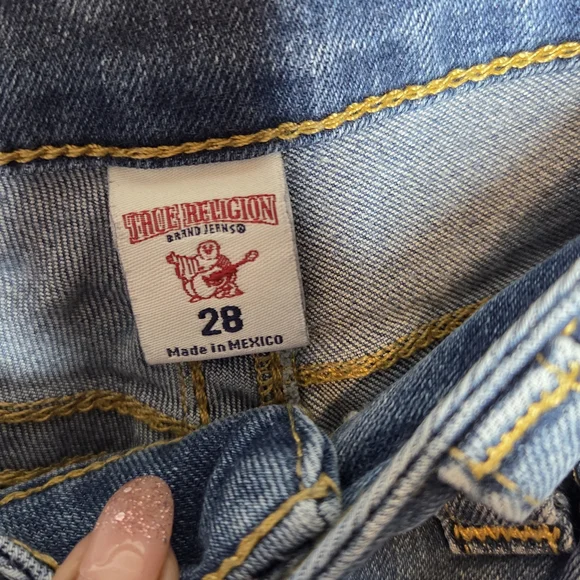 TRUE RELIGION
BRAND JEANS®
28
Made in MEXICO